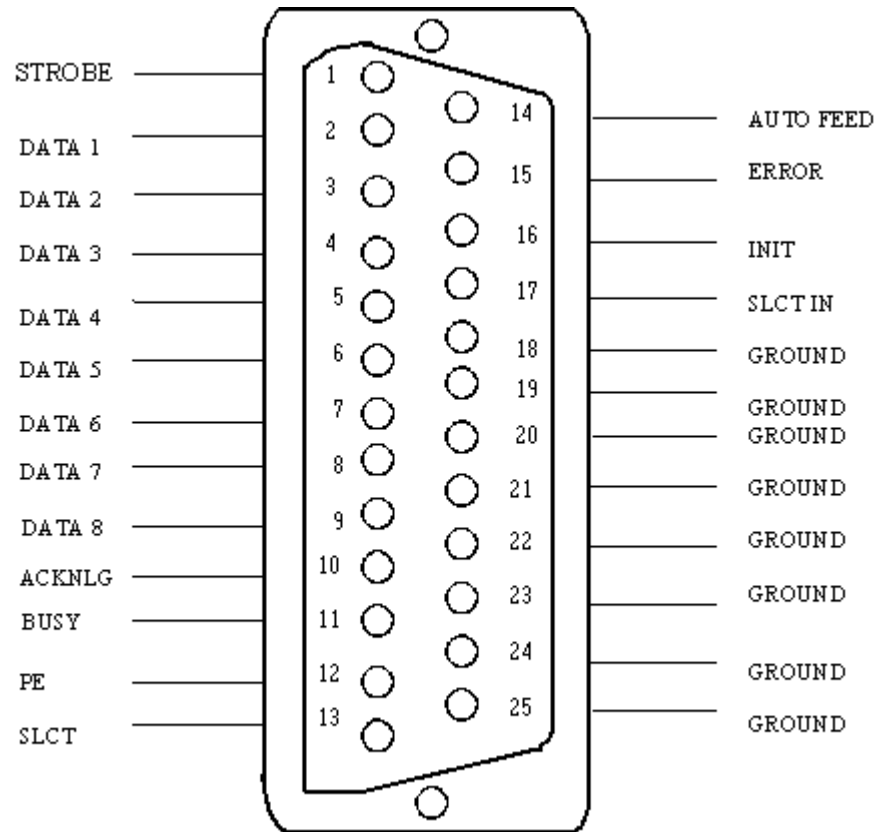 STROBE
DATA 1
DATA 2
DATA 3
DATA 4
DATA 5
DATA 6
DATA 7
DATA 8
ACKNLG
BUSY
PE
SLCT
1
2
3
4
5
6
7
8
9
10
11
12
13
14
15
16
17
18
19
20
21
22
23
24
25
AUTO FEED
ERROR
INIT
SLCT IN
GROUND
GROUND
GROUND
GROUND
GROUND
GROUND
GROUND
GROUND